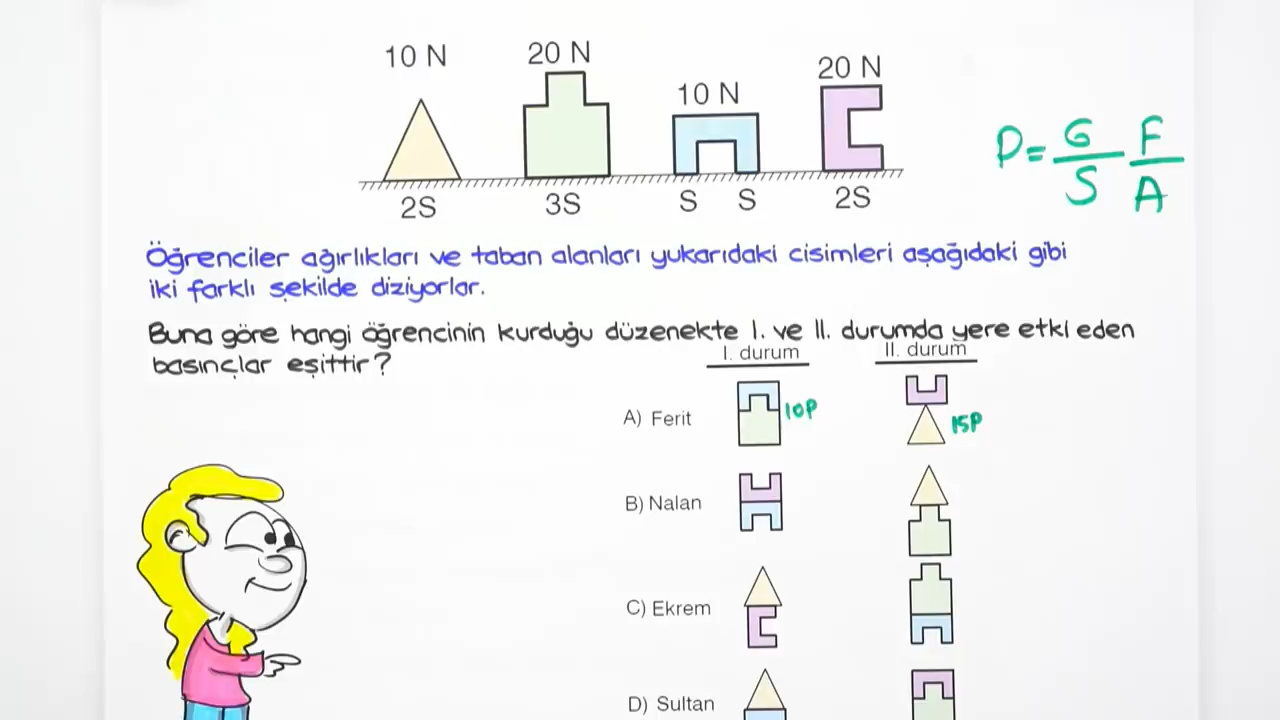 10 N 20 N 10 N 20 N
2S 3S S S 2S
P= G/S F/A
Öğrenciler ağırlıkları ve taban alanları yukarıdaki cisimleri aşağıdaki gibi
iki farklı şekilde diziyorlar.
Buna göre hangi öğrencinin kurduğu düzenekte I. ve II. durumda yere etki eden
basınçlar eşittir?
I. durum II. durum
A) Ferit 10P 15P
B) Nalan
C) Ekrem
D) Sultan